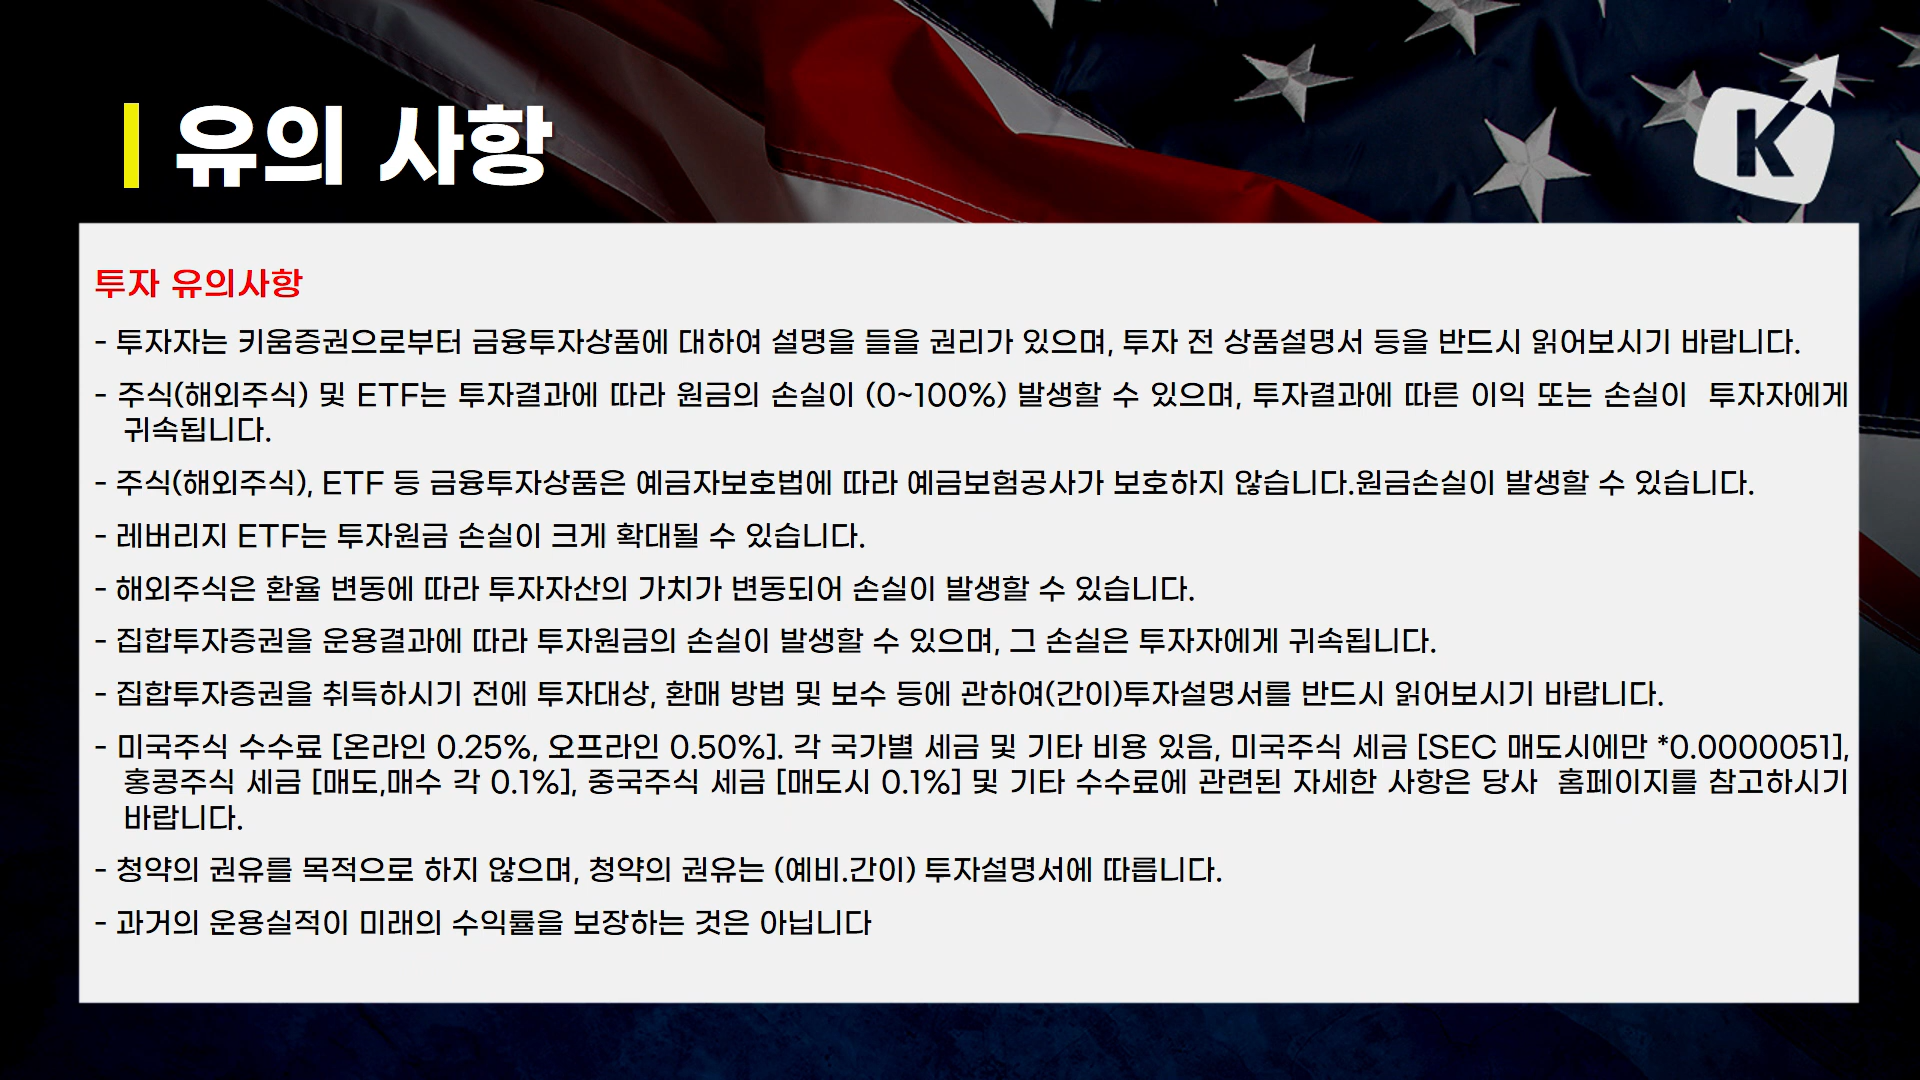 유의 사항
K
투자 유의사항
- 투자자는 키움증권으로부터 금융투자상품에 대하여 설명을 들을 권리가 있으며, 투자 전 상품설명서 등을 반드시 읽어보시기 바랍니다.
- 주식(해외주식) 및 ETF는 투자결과에 따라 원금의 손실이 (0~100%) 발생할 수 있으며, 투자결과에 따른 이익 또는 손실이 투자자에게
귀속됩니다.
- 주식(해외주식), ETF 등 금융투자상품은 예금자보호법에 따라 예금보험공사가 보호하지 않습니다.원금손실이 발생할 수 있습니다.
- 레버리지 ETF는 투자원금 손실이 크게 확대될 수 있습니다.
- 해외주식은 환율 변동에 따라 투자자산의 가치가 변동되어 손실이 발생할 수 있습니다.
- 집합투자증권을 운용결과에 따라 투자원금의 손실이 발생할 수 있으며, 그 손실은 투자자에게 귀속됩니다.
- 집합투자증권을 취득하시기 전에 투자대상, 환매 방법 및 보수 등에 관하여(간이)투자설명서를 반드시 읽어보시기 바랍니다.
- 미국주식 수수료 [온라인 0.25%, 오프라인 0.50%]. 각 국가별 세금 및 기타 비용 있음, 미국주식 세금 [SEC 매도시에만 *0.0000051],
홍콩주식 세금 [매도,매수 각 0.1%], 중국주식 세금 [매도시 0.1%] 및 기타 수수료에 관련된 자세한 사항은 당사 홈페이지를 참고하시기
바랍니다.
- 청약의 권유를 목적으로 하지 않으며, 청약의 권유는 (예비.간이) 투자설명서에 따릅니다.
- 과거의 운용실적이 미래의 수익률을 보장하는 것은 아닙니다